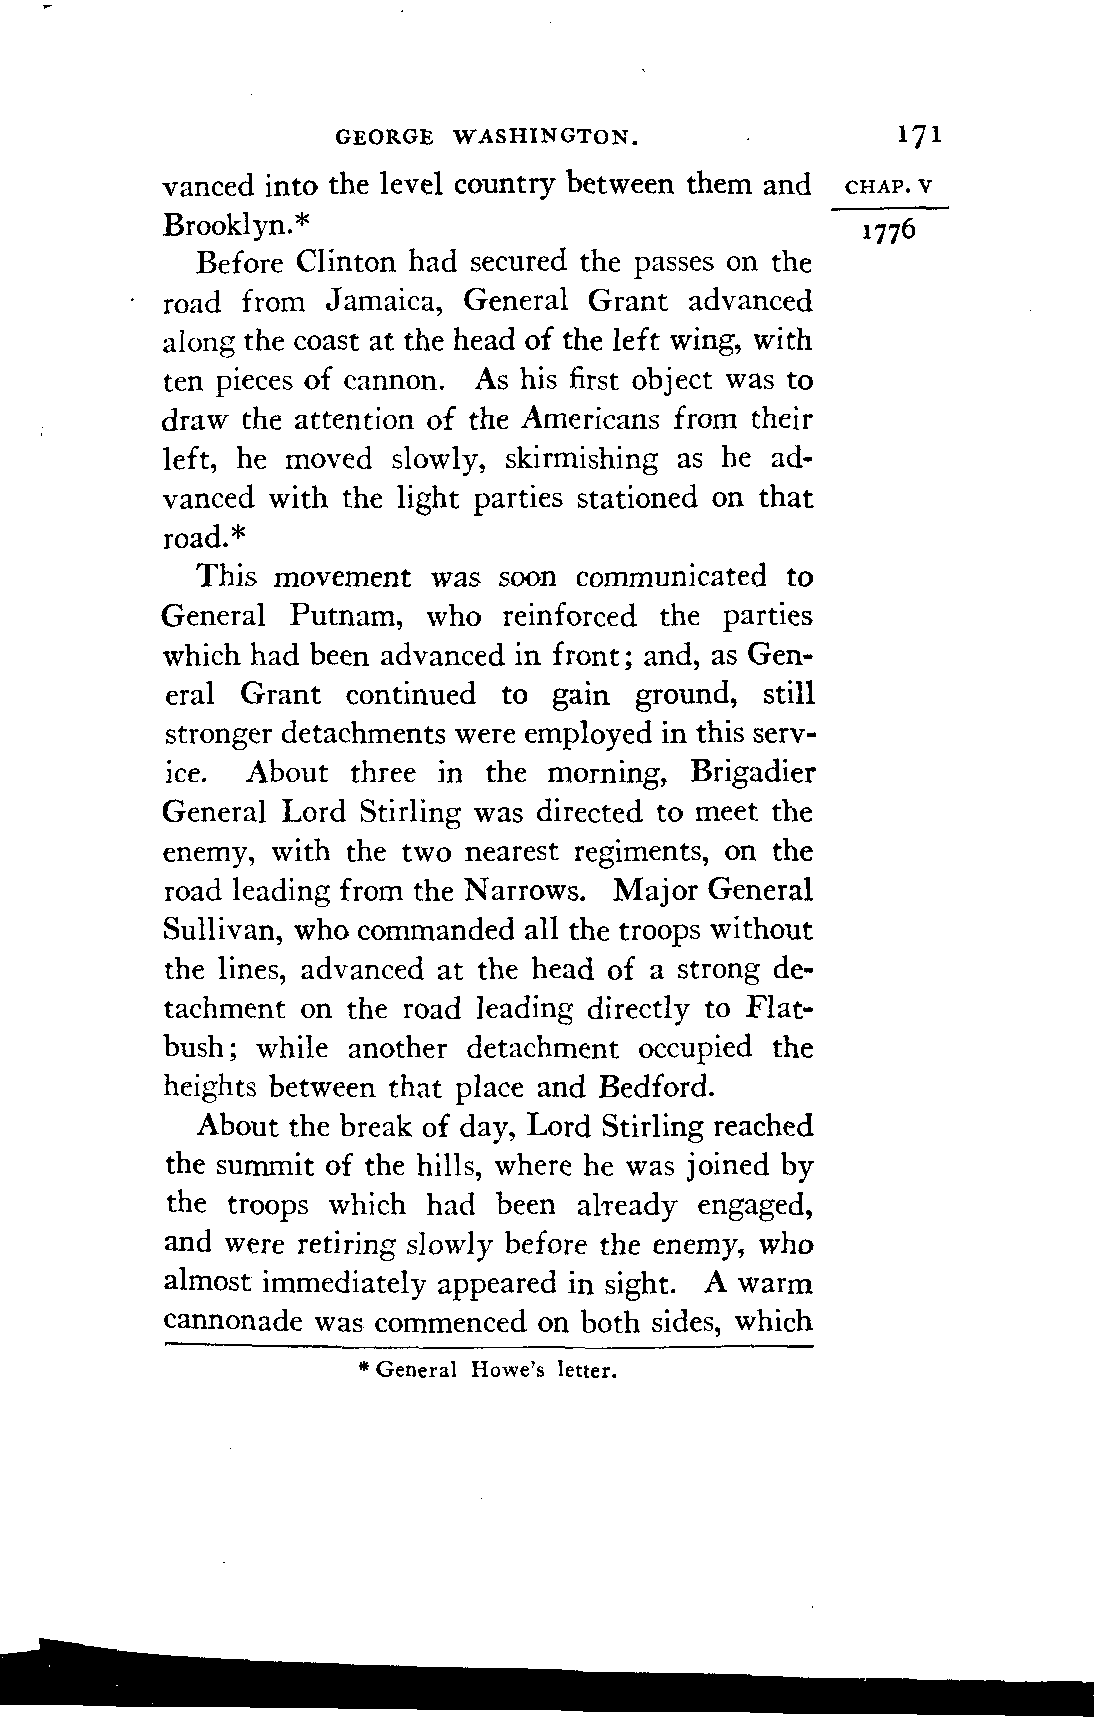 GEORGE WASHINGTON. 171
vanced into the level country between them and CHAP. V
Brooklyn.* 1776
Before Clinton had secured the passes on the
road from Jamaica, General Grant advanced
along the coast at the head of the left wing, with
ten pieces of cannon. As his first object was to
draw the attention of the Americans from their
left, he moved slowly, skirmishing as he ad-
vanced with the light parties stationed on that
road.*
This movement was soon communicated to
General Putnam, who reinforced the parties
which had been advanced in front; and, as Gen-
eral Grant continued to gain ground, still
stronger detachments were employed in this serv-
ice. About three in the morning, Brigadier
General Lord Stirling was directed to meet the
enemy, with the two nearest regiments, on the
road leading from the Narrows. Major General
Sullivan, who commanded all the troops without
the lines, advanced at the head of a strong de-
tachment on the road leading directly to Flat-
bush; while another detachment occupied the
heights between that place and Bedford.
About the break of day, Lord Stirling reached
the summit of the hills, where he was joined by
the troops which had been already engaged,
and were retiring slowly before the enemy, who
almost immediately appeared in sight. A warm
cannonade was commenced on both sides, which
* General Howe's letter.